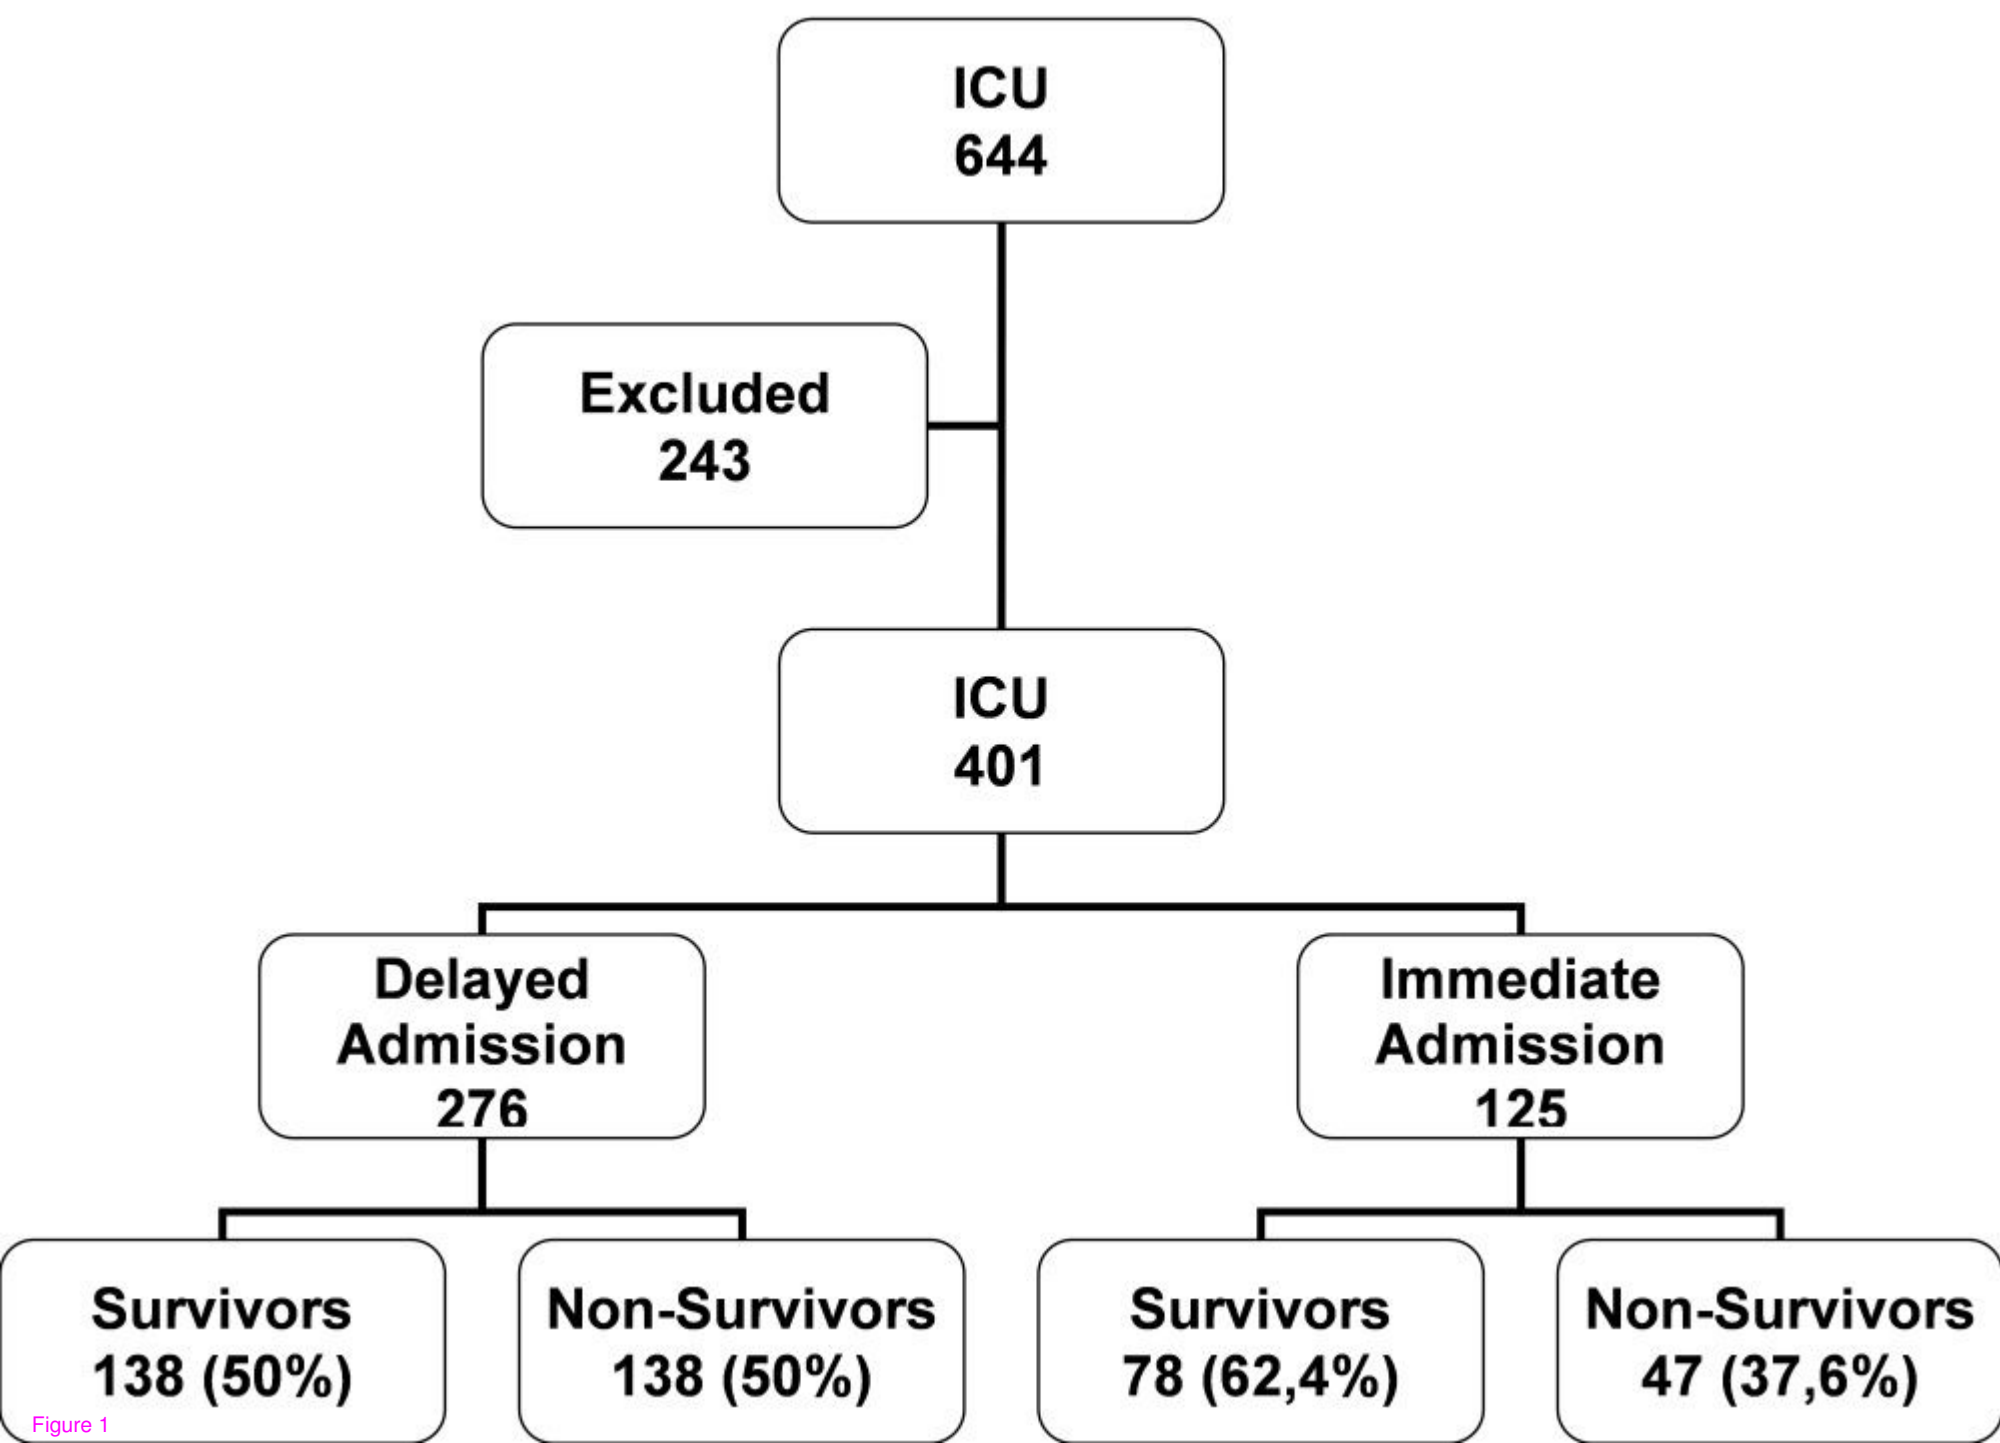 ICU
644
Excluded
243
ICU
401
Delayed
Admission
276
Immediate
Admission
125
Survivors
138 (50%)
Non-Survivors
138 (50%)
Survivors
78 (62,4%)
Non-Survivors
47 (37,6%)
Figure 1